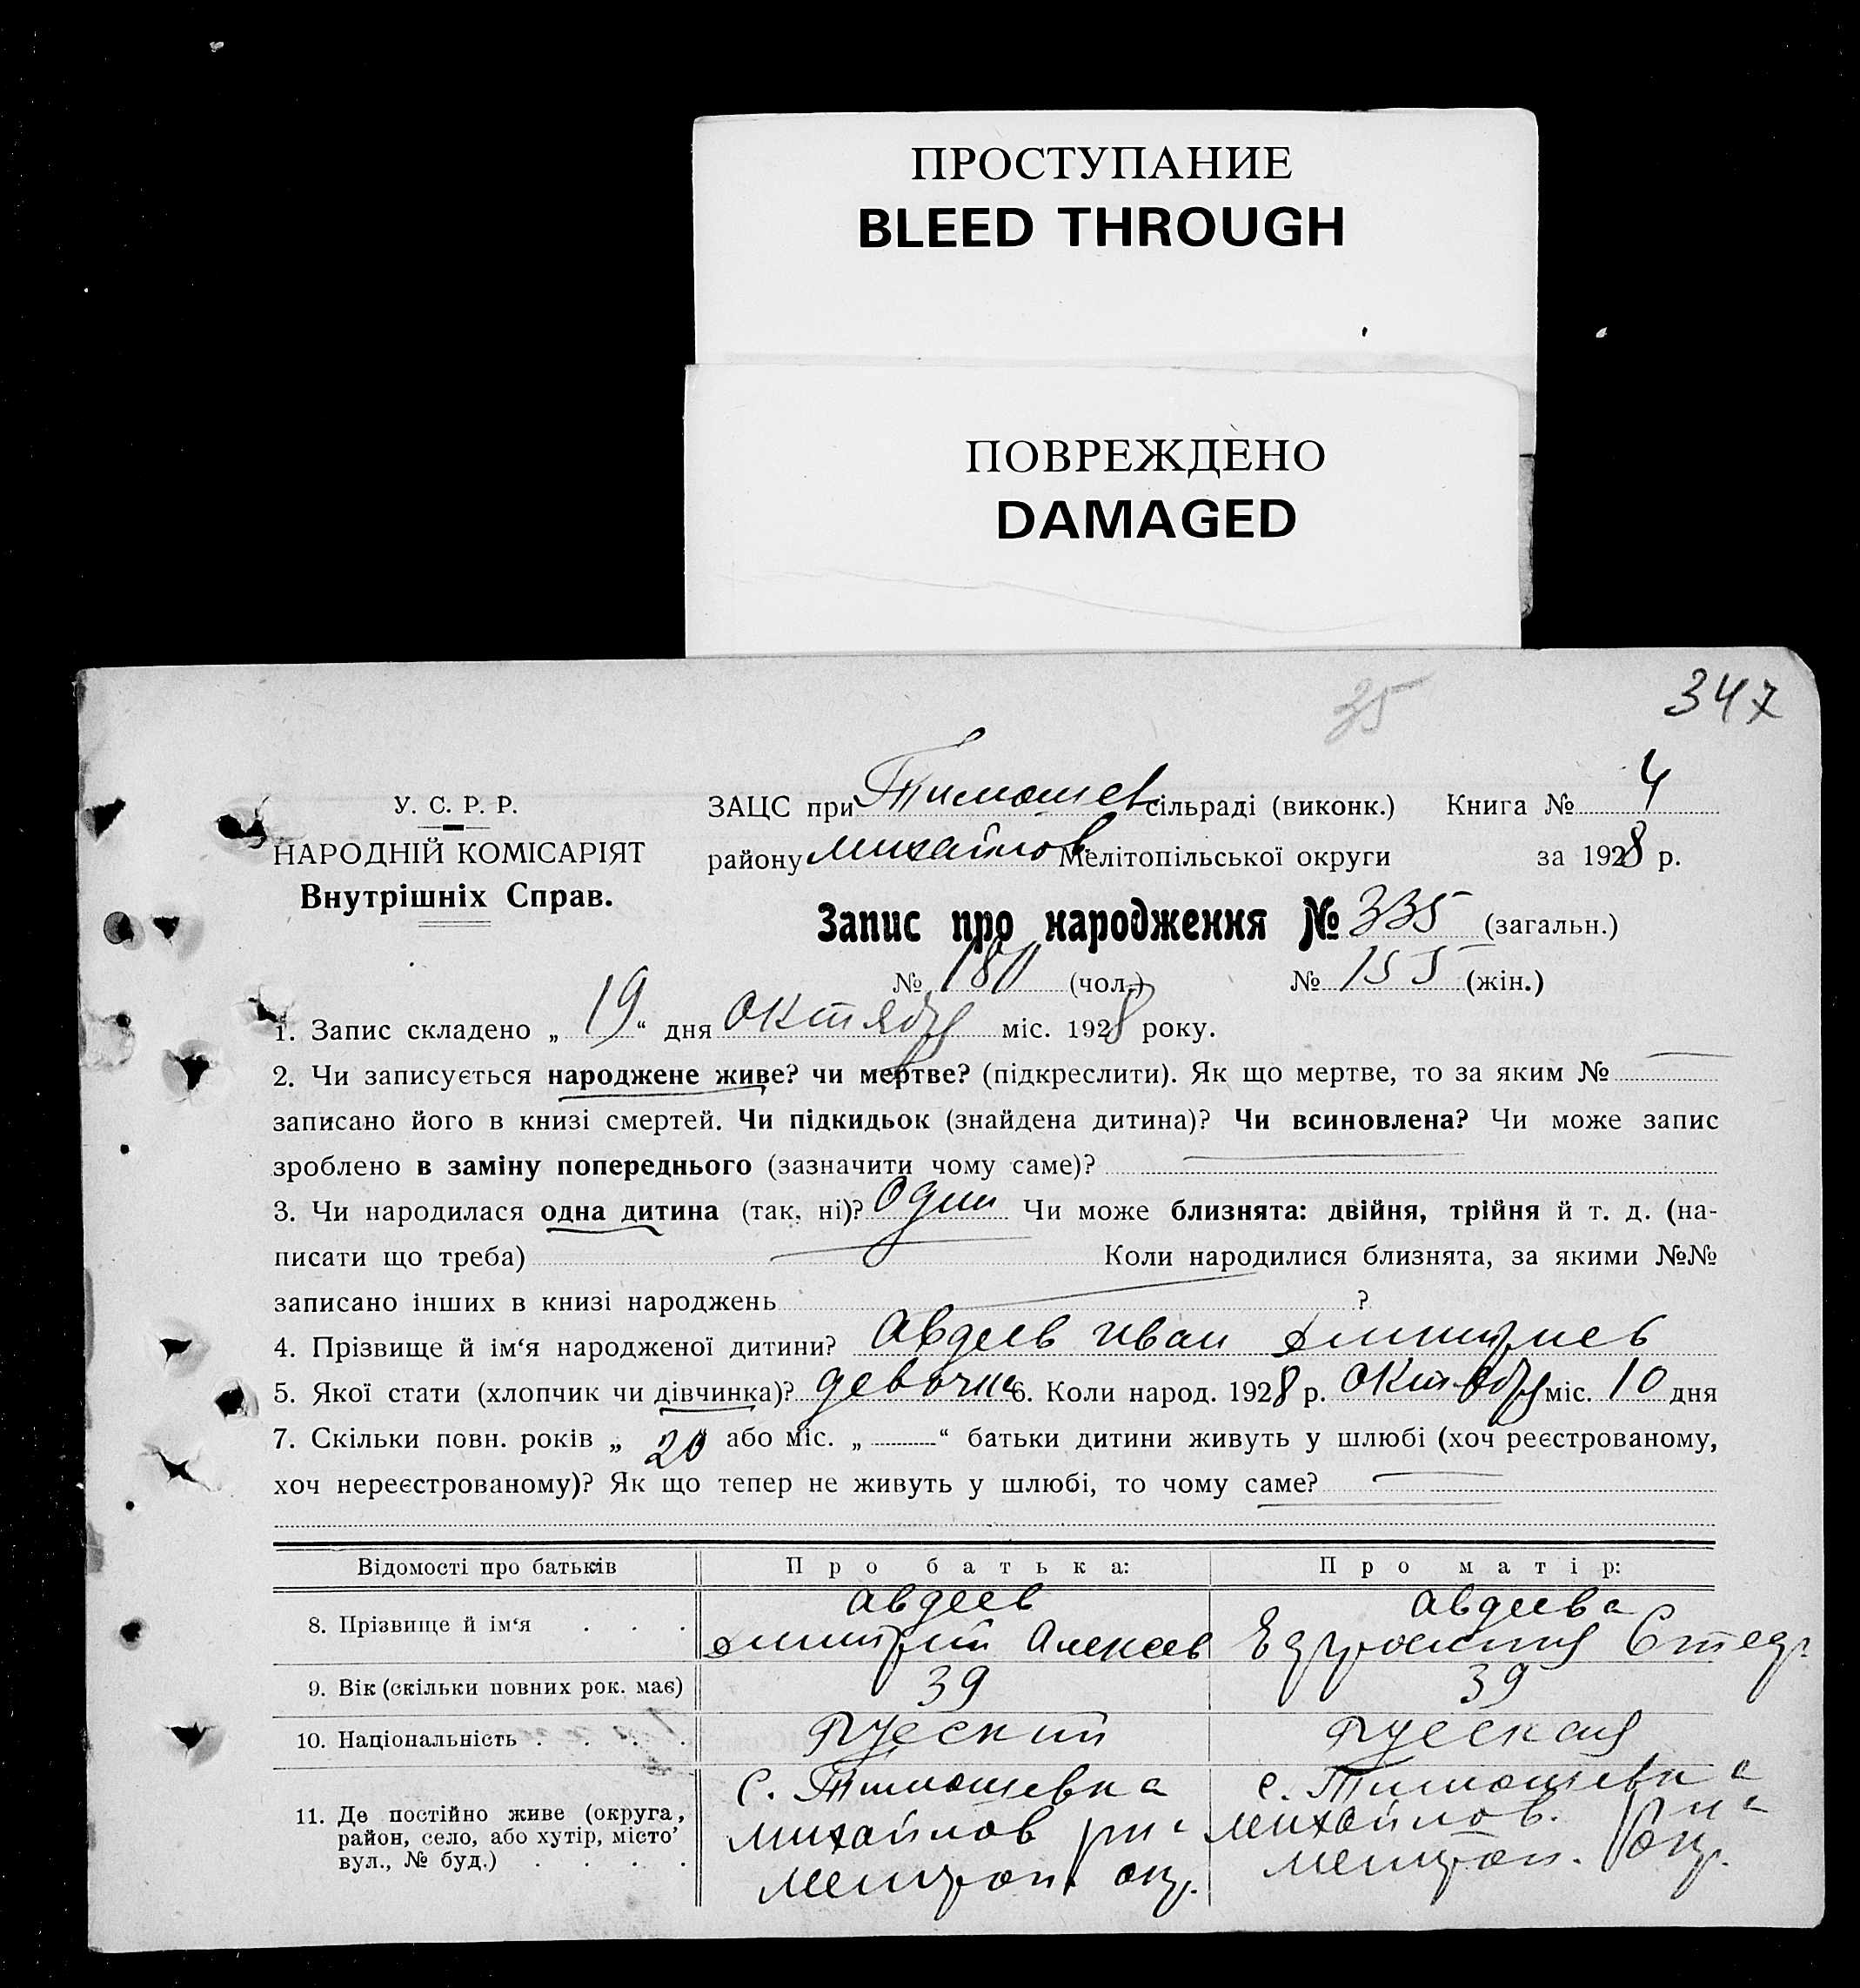 ПРОСТУПАНИЕ
BLEED THROUGH
ПОВРЕЖДЕНО
DAMAGED
35
347
У. С. Р. Р.
НАРОДНІЙ КОМІСАРІЯТ
Внутрішніх Справ.
ЗАЦС при Тимошев сільраді (виконк.) Книга № 4
району Михайлов Мелітопільської округи за 1928 р.
Запис про народження № 335 (загальн.)
№ 180 (чол.) № 155 (жін.)
1. Запис складено „ 19 “ дня Октября міс. 1928 року.
2. Чи записується народжене живе? чи мертве? (підкреслити). Як що мертве, то за яким №
записано його в книзі смертей. Чи підкидьок (знайдена дитина)? Чи всиновлена? Чи може запис
зроблено в заміну попереднього (зазначити чому саме)?
3. Чи народилася одна дитина (так, ні)? Один Чи може близнята: двійня, трійня й т. д. (на-
писати що треба) Коли народилися близнята, за якими №№
записано інших в книзі народжень ?
4. Прізвище й ім‘я народженої дитини? Авдеев Иван Дмитриев
5. Якої стати (хлопчик чи дівчинка)? девочка 6. Коли народ. 1928 р. Октября міс. 10 дня
7. Скільки повн. років „ 20 “ або міс. „ “ батьки дитини живуть у шлюбі (хоч реєстрованому,
хоч нереєстрованому)? Як що тепер не живуть у шлюбі, то чому саме?
Відомості про батьків Про батька: Про матір:
8. Прізвище й ім‘я . . . Авдеев Дмитрий Алексеев Авдеева
9. Вік (скільки повних рок. має) 39 39
10. Національність . . . . Русский Русская
11. Де постійно живе (округа, район, село, або хутір, місто, вул., № буд.) . . . . с. Тимошевка Михайлов рна Мелитоп. окр. с. Тимошевка Михайлов. Рна Мелитоп. окр.